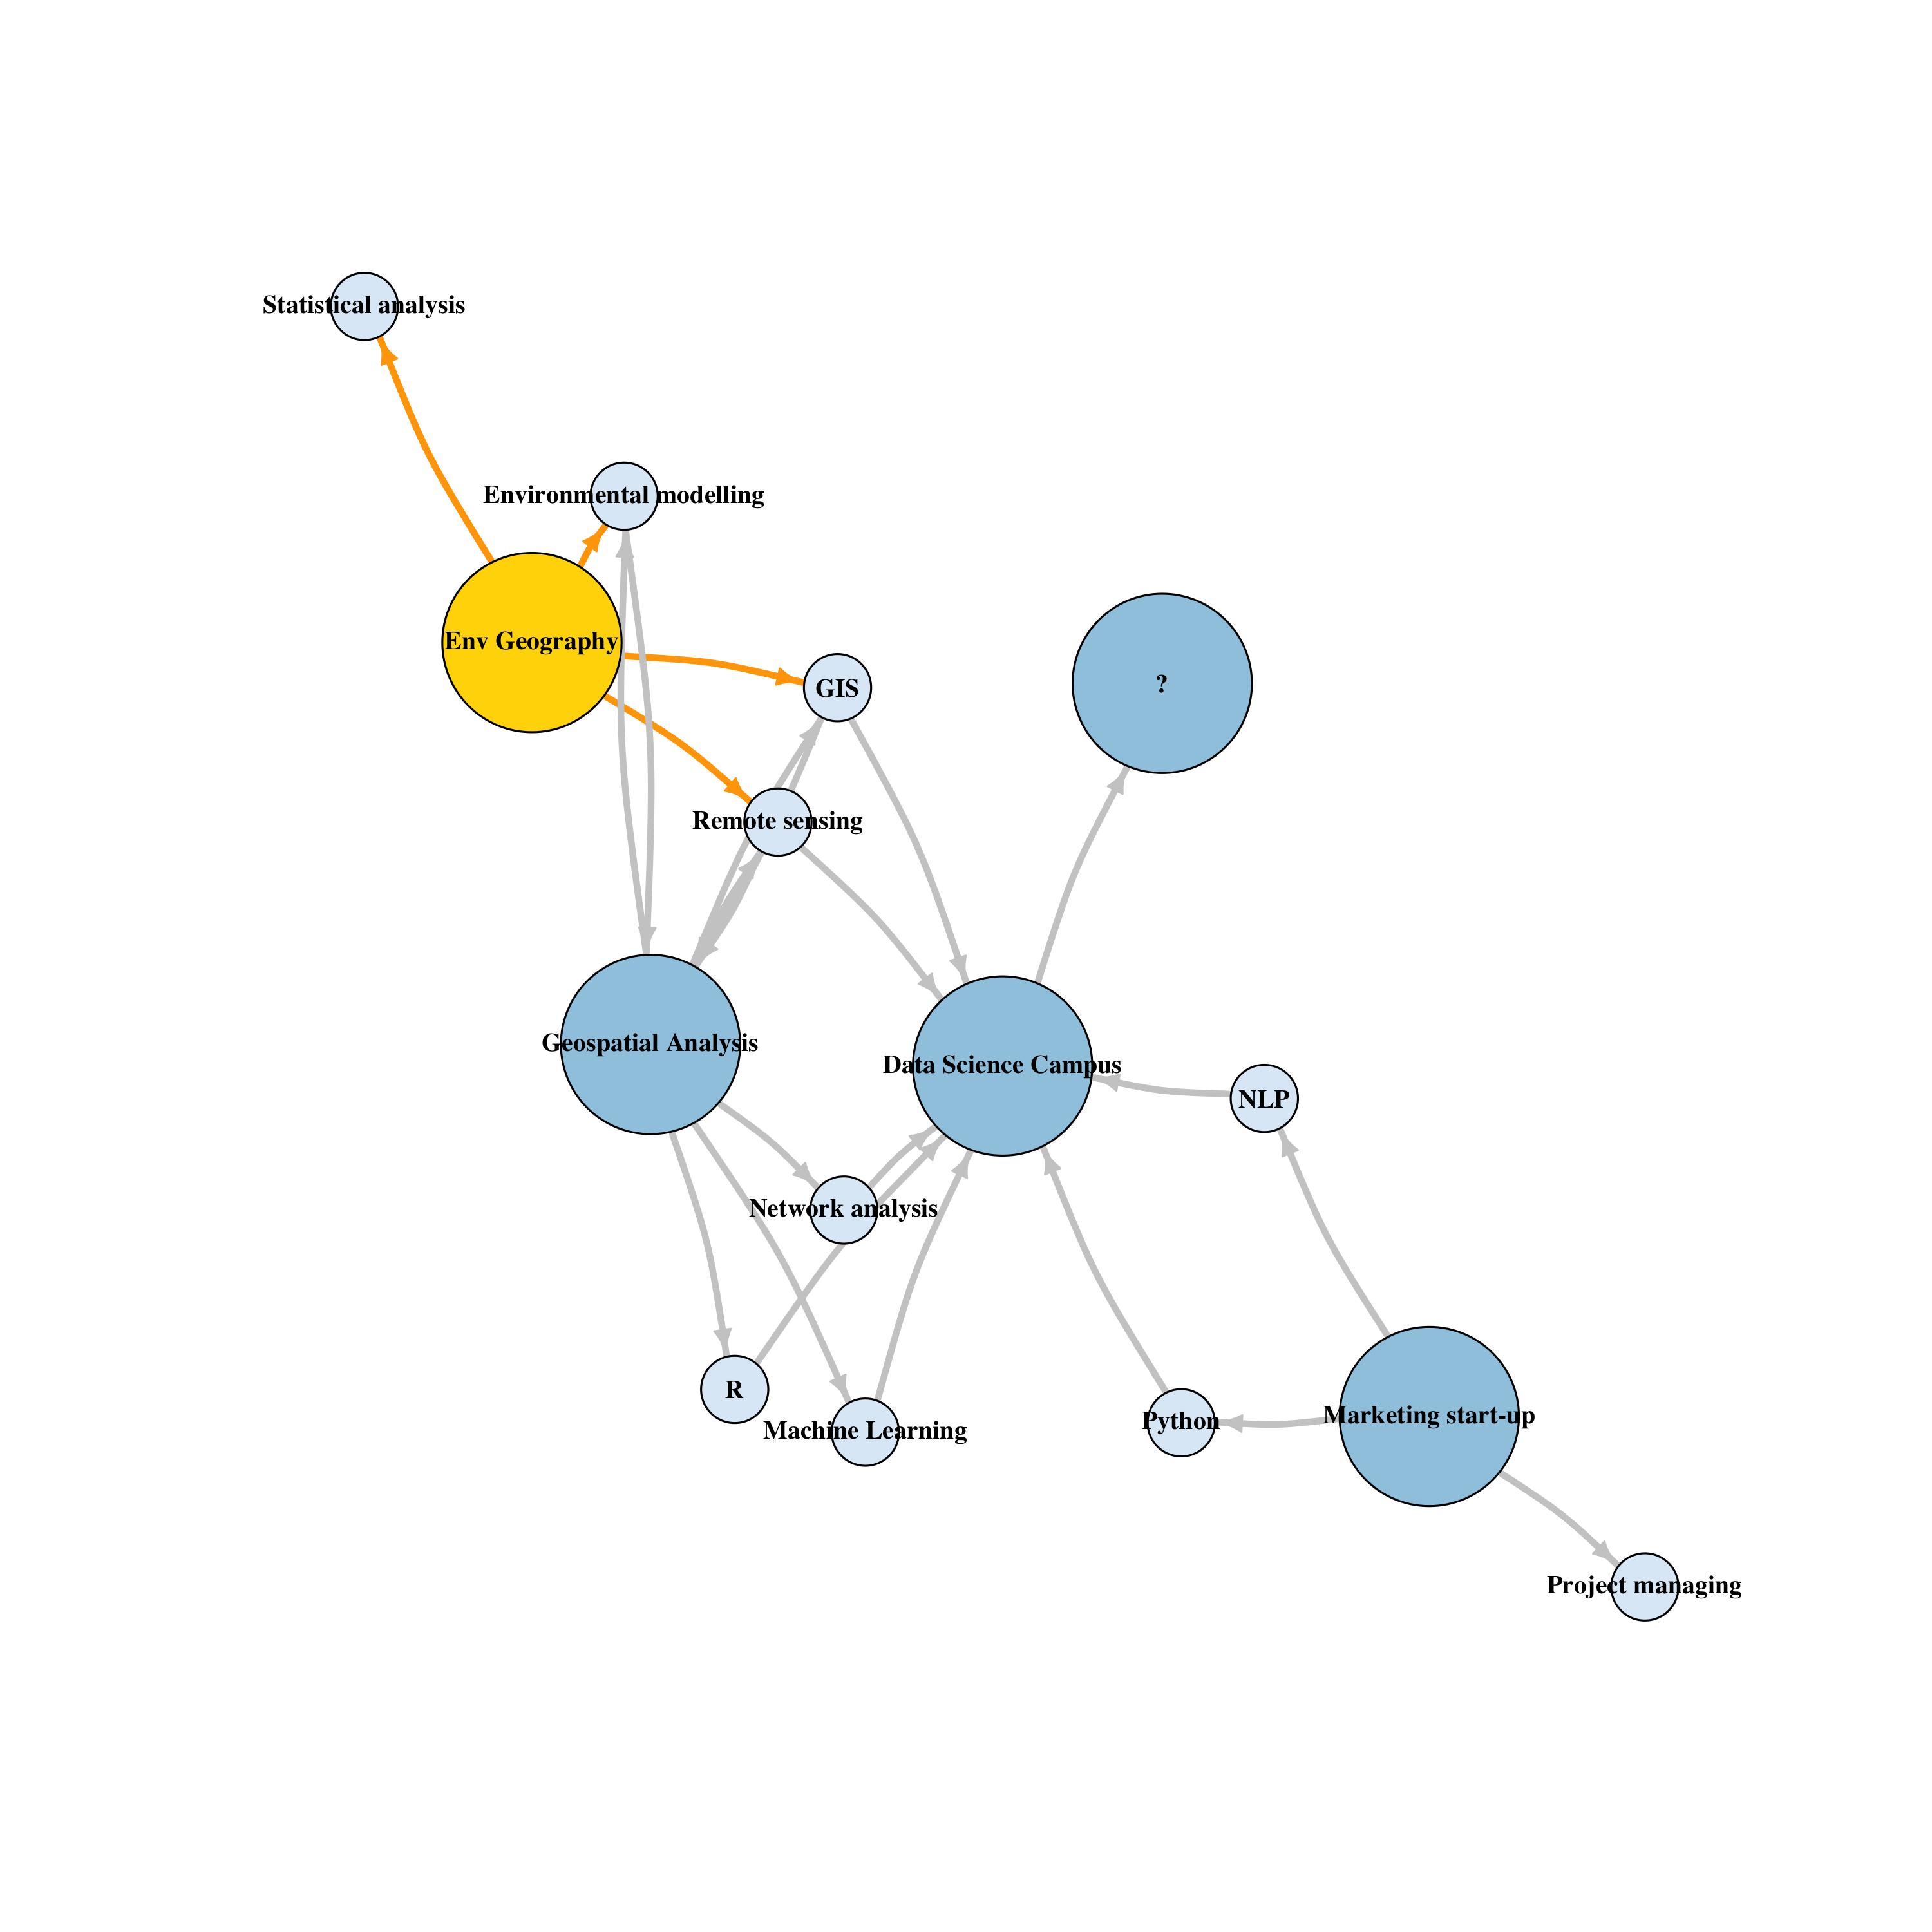 Statistical analysis
Environmental modelling
Env Geography
GIS
?
Remote sensing
Geospatial Analysis
Data Science Campus
NLP
Network analysis
R
Machine Learning
Python
Marketing start-up
Project managing